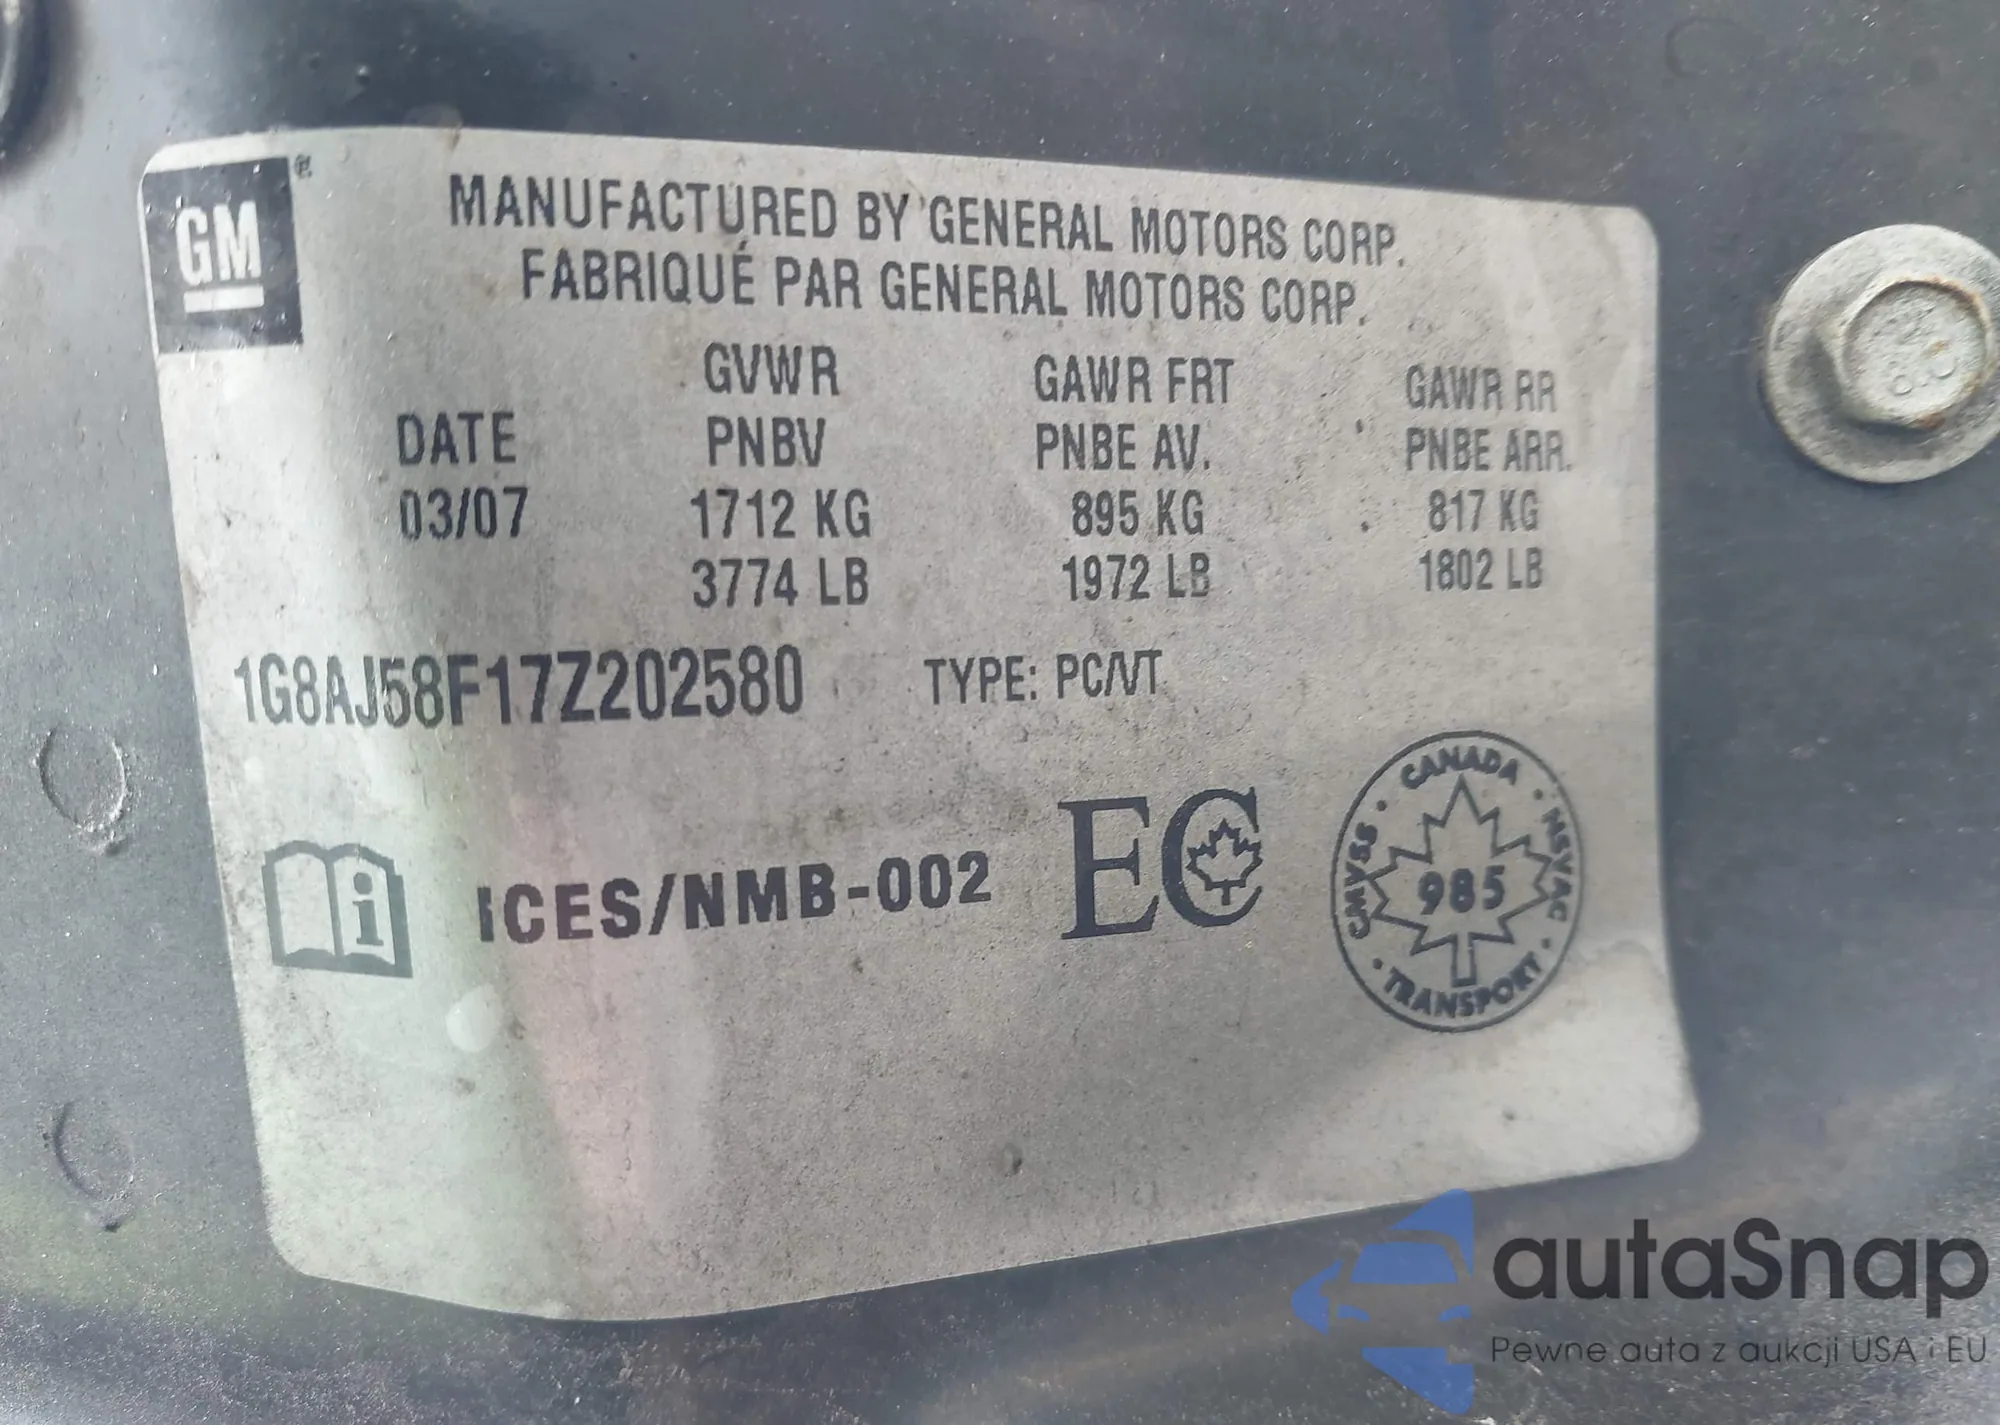 GM
MANUFACTURED BY GENERAL MOTORS CORP.
FABRIQUÉ PAR GENERAL MOTORS CORP.
GVWR GAWR FRT GAWR RR
DATE PNBV PNBE AV. PNBE ARR.
03/07 1712 KG 895 KG 817 KG
3774 LB 1972 LB 1802 LB
1G8AJ58F17Z202580 TYPE: PC/VT
i ICES/NMB-002 EC
CANADA · NSVAC · TRANSPORT · CMVSS ·
985
autaSnap
Pewne auta z aukcji USA i EU